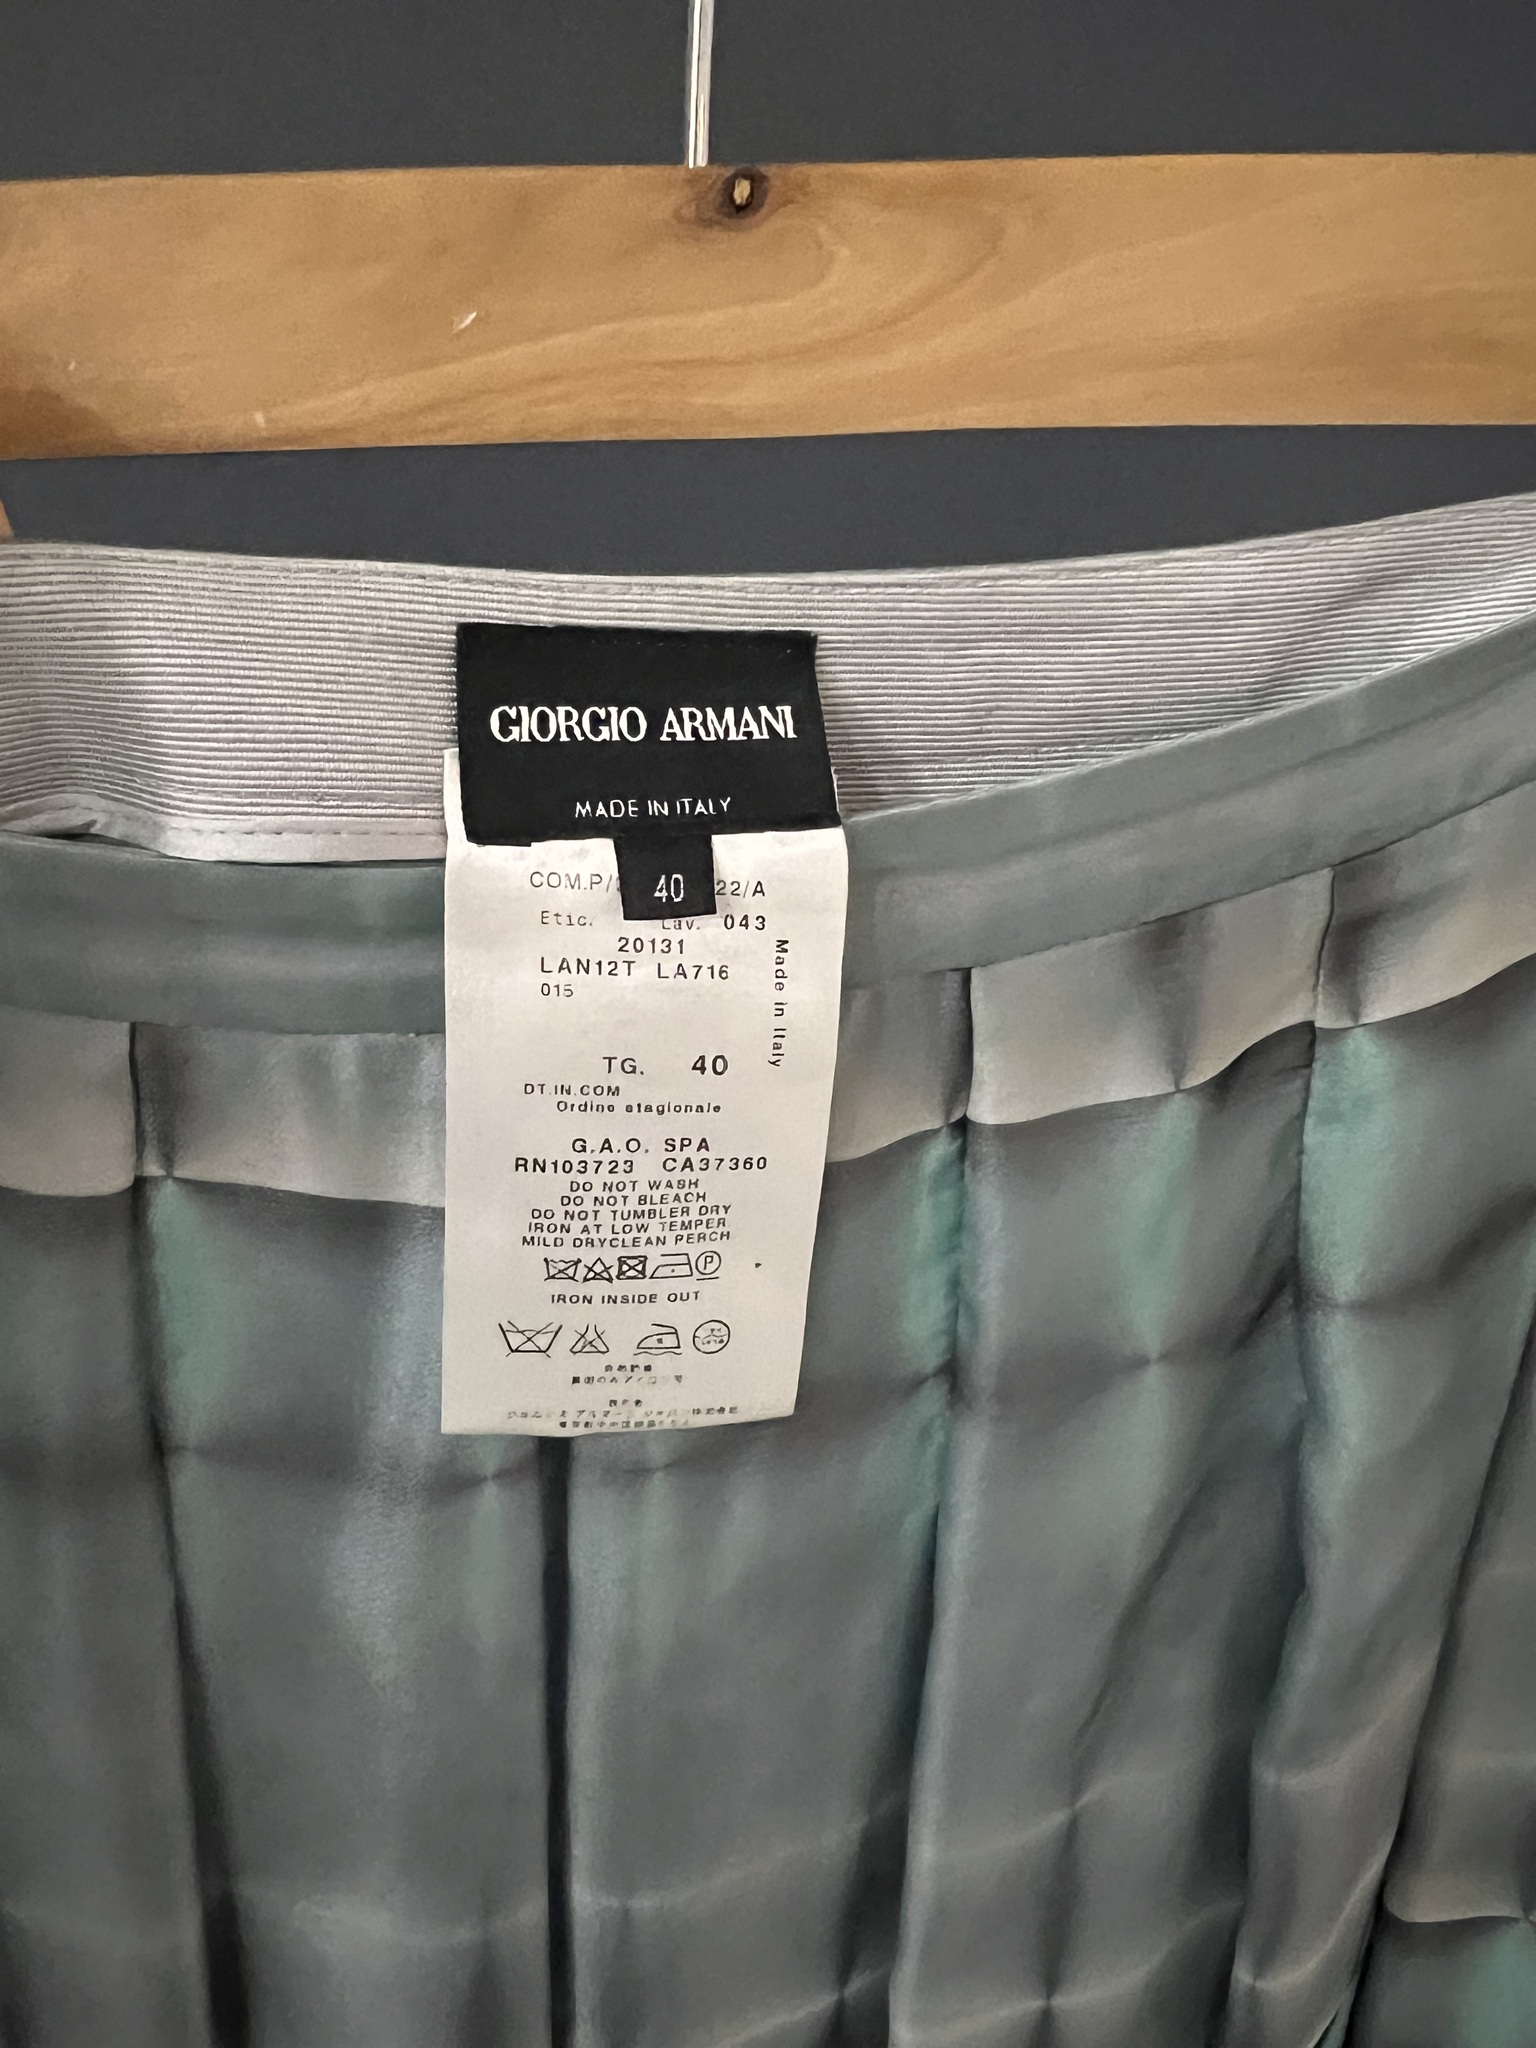 GIORGIO ARMANI
MADE IN ITALY
40
COM.P/ 22/A
Etic. Lav. 043
20131
LAN12T LA716
015
Made in Italy
TG. 40
DT.IN.COM
Ordine stagionale
G.A.O. SPA
RN103723 CA37360
DO NOT WASH
DO NOT BLEACH
DO NOT TUMBLER DRY
IRON AT LOW TEMPER.
MILD DRYCLEAN PERCH
P
IRON INSIDE OUT